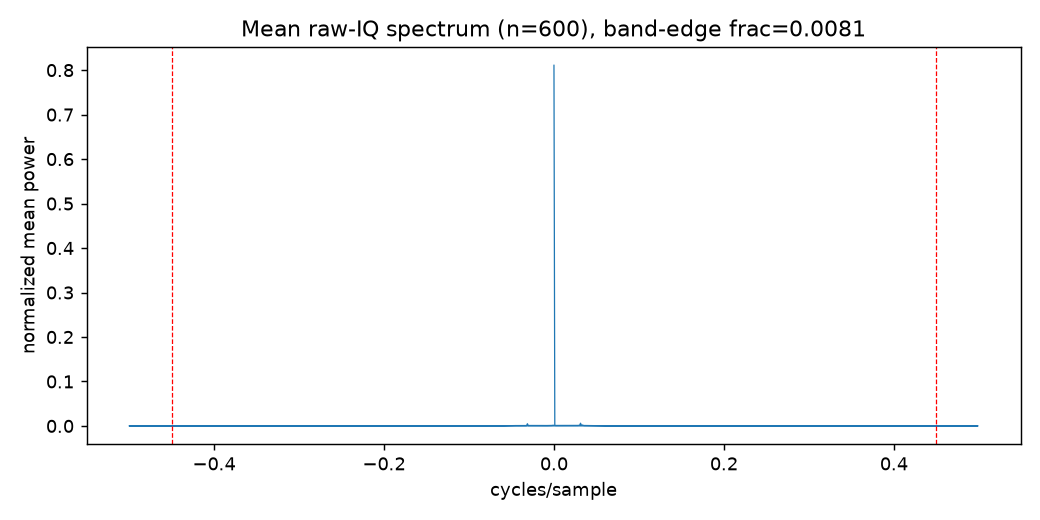 Mean raw-IQ spectrum (n=600), band-edge frac=0.0081
normalized mean power
0.8
0.7
0.6
0.5
0.4
0.3
0.2
0.1
0.0
−0.4 −0.2 0.0 0.2 0.4
cycles/sample